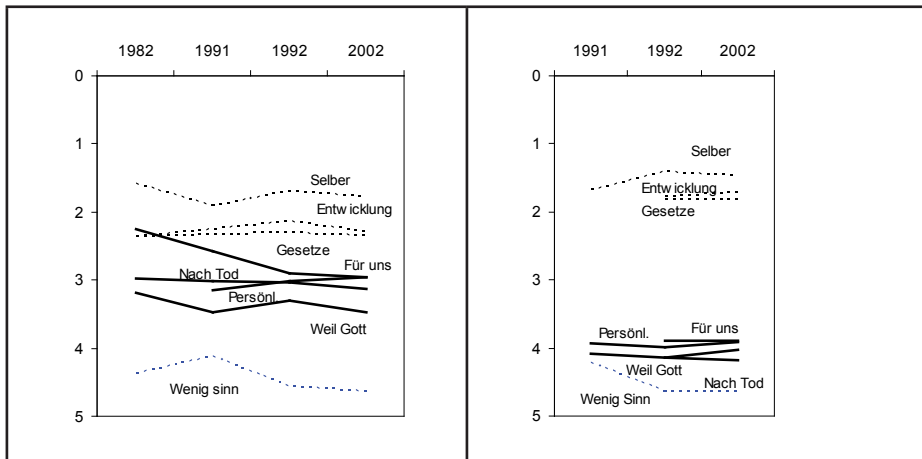 1982 1991 1992 2002
0
1
2
3
4
5
Selber
Entwicklung
Gesetze
Für uns
Nach Tod
Persönl.
Weil Gott
Wenig sinn
1991 1992 2002
0
1
2
3
4
5
Selber
Entwicklung
Gesetze
Persönl.
Für uns
Weil Gott
Nach Tod
Wenig Sinn